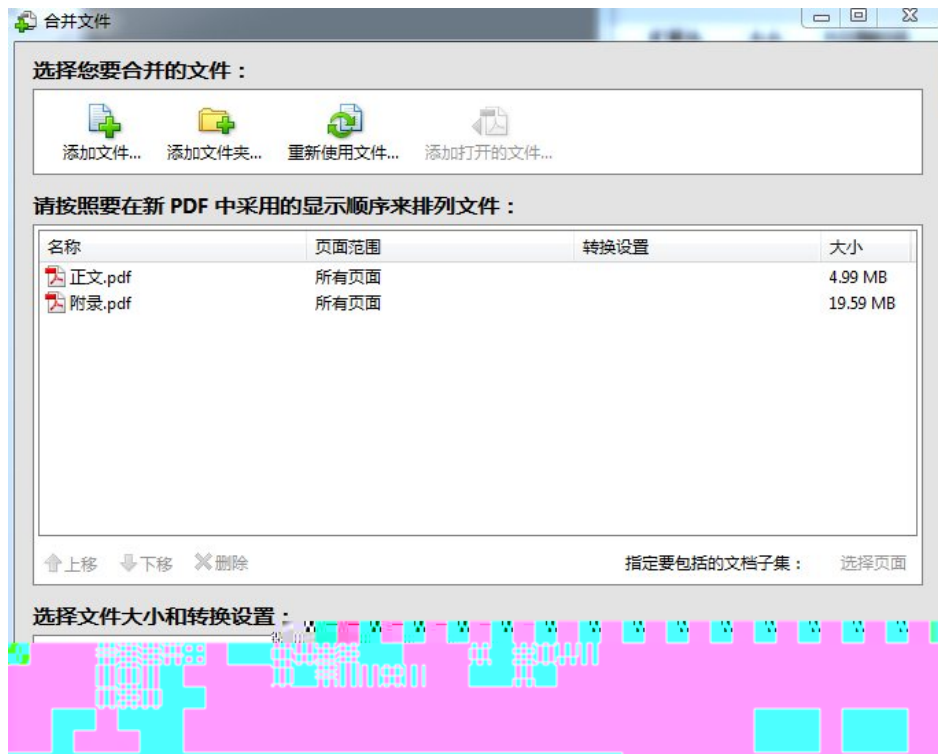 合并文件
选择您要合并的文件：
添加文件... 添加文件夹... 重新使用文件... 添加打开的文件...
请按照要在新 PDF 中采用的显示顺序来排列文件：
名称 页面范围 转换设置 大小
正文.pdf 所有页面 4.99 MB
附录.pdf 所有页面 19.59 MB
上移 下移 删除 指定要包括的文档子集： 选择页面
选择文件大小和转换设置：